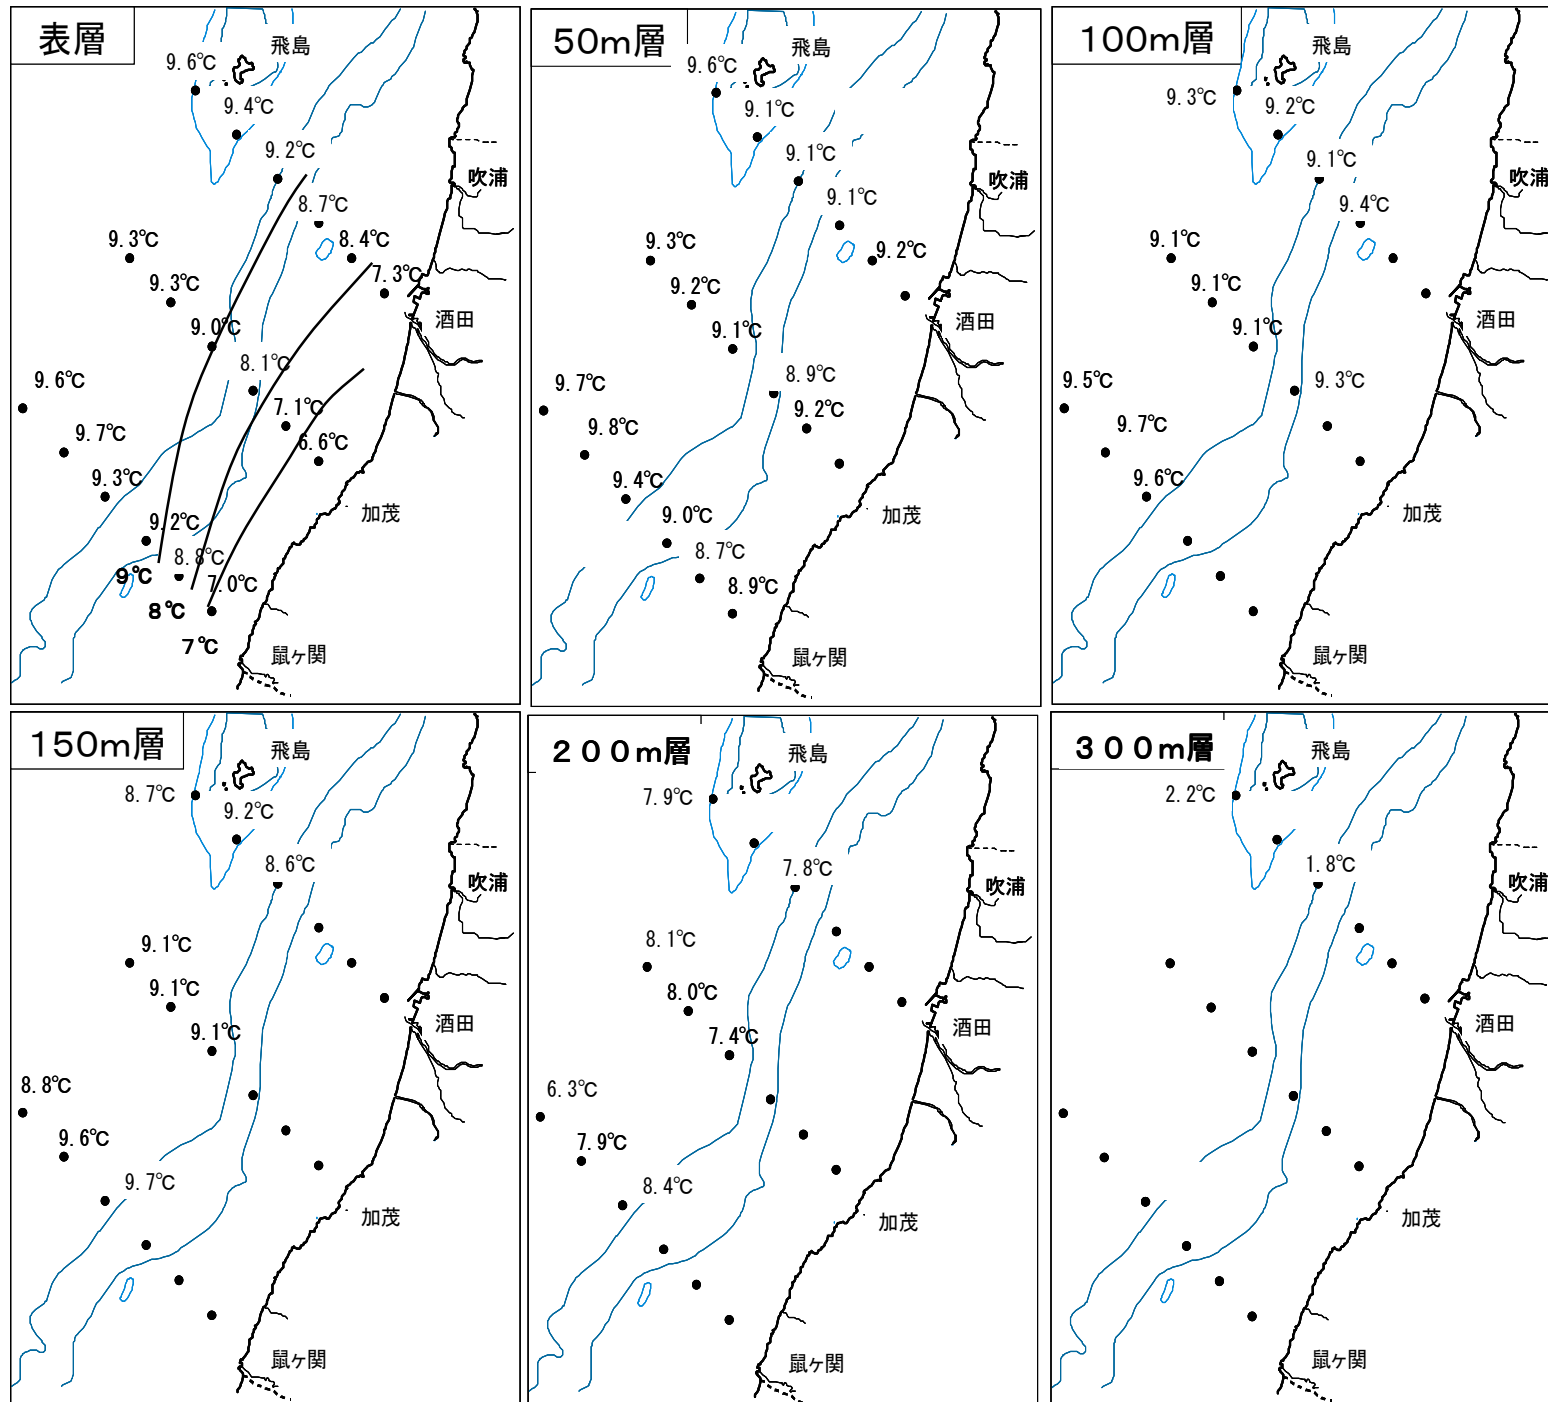 表層
飛島
9.6℃
9.4℃
9.2℃
吹浦
8.7℃
9.3℃
8.4℃
7.3℃
9.3℃
9.0℃
酒田
8.1℃
9.6℃
7.1℃
9.7℃
6.6℃
9.3℃
加茂
9.2℃
8.8℃
9℃
7.0℃
8℃
7℃
鼠ヶ関
50m層
飛島
9.6℃
9.1℃
9.1℃
吹浦
9.1℃
9.3℃
9.2℃
9.2℃
9.1℃
酒田
8.9℃
9.7℃
9.2℃
9.8℃
9.4℃
9.0℃
加茂
8.7℃
8.9℃
鼠ヶ関
100m層
飛島
9.3℃
9.2℃
9.1℃
吹浦
9.4℃
9.1℃
9.1℃
9.1℃
酒田
9.3℃
9.5℃
9.7℃
9.6℃
加茂
鼠ヶ関
150m層
飛島
8.7℃
9.2℃
8.6℃
吹浦
9.1℃
9.1℃
9.1℃
酒田
8.8℃
9.6℃
9.7℃
加茂
鼠ヶ関
200m層
飛島
7.9℃
7.8℃
吹浦
8.1℃
8.0℃
7.4℃
酒田
6.3℃
7.9℃
8.4℃
加茂
鼠ヶ関
300m層
飛島
2.2℃
1.8℃
吹浦
酒田
加茂
鼠ヶ関